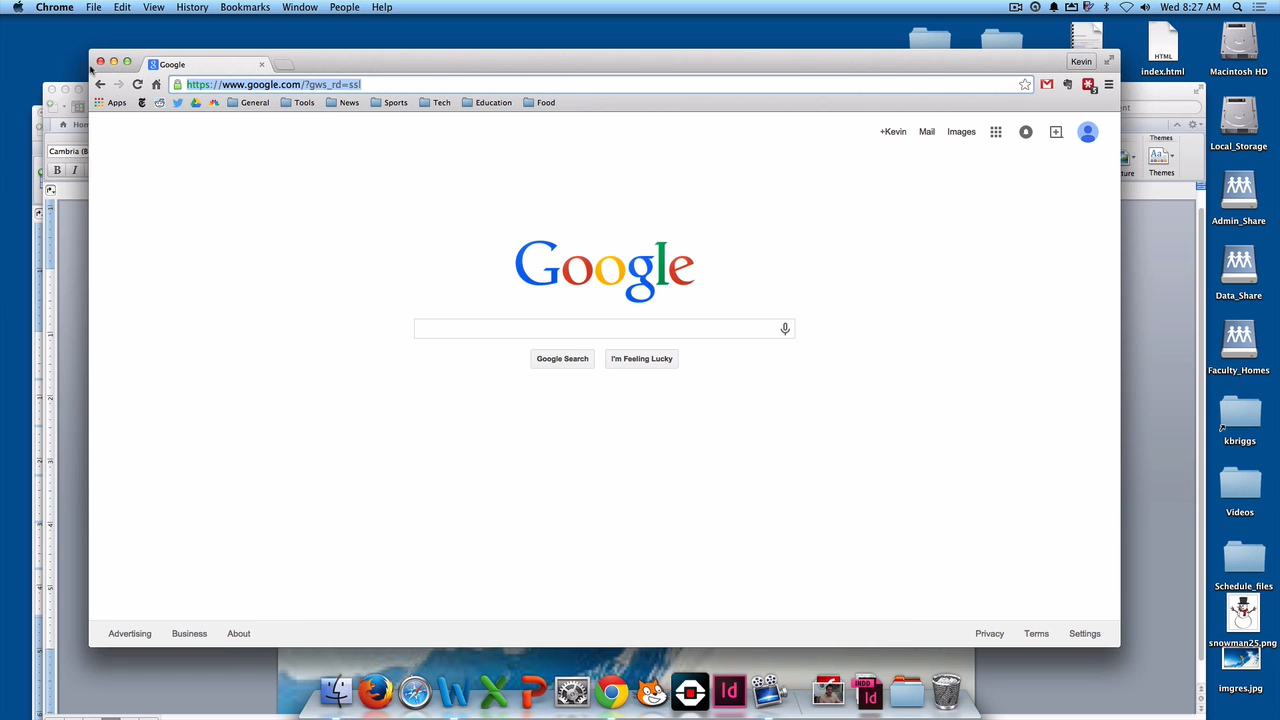 Chrome File Edit View History Bookmarks Window People Help Wed 8:27 AM
Google Kevin
https://www.google.com/?gws_rd=ssl
Apps General Tools News Sports Tech Education Food
+Kevin Mail Images
Google
Google Search I'm Feeling Lucky
Advertising Business About Privacy Terms Settings
Cambria (B
B I
Themes
Themes
HTML
index.html
Macintosh HD
Local_Storage
Admin_Share
Data_Share
Faculty_Homes
kbriggs
Videos
Schedule_files
snowman25.png
imgres.jpg
Id
INDD
Id